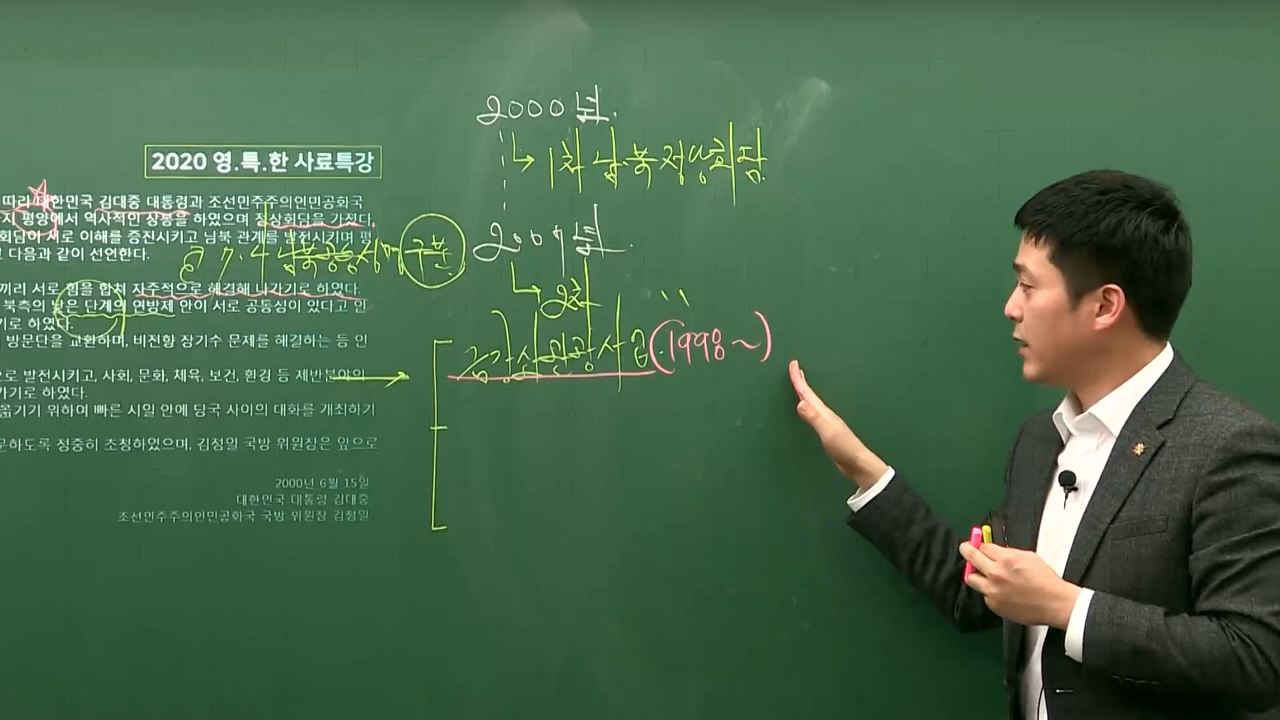 2020 영.특.한 사료특강
따라 대한민국 김대중 대통령과 조선민주주의인민공화국
지 평양에서 역사적인 상봉을 하였으며 정상회담을 가졌다.
회담이 서로 이해를 증진시키고 남북 관계를 발전시키며 평
고 다음과 같이 선언한다.
끼리 서로 힘을 합쳐 자주적으로 해결해 나가기로 하였다.
북측의 낮은 단계의 연방제 안이 서로 공통성이 있다고 인
기로 하였다.
방문단을 교환하며, 비전향 장기수 문제를 해결하는 등 인
으로 발전시키고, 사회, 문화, 체육, 보건, 환경 등 제반분야의
가기로 하였다.
옮기기 위하여 빠른 시일 안에 당국 사이의 대화를 개최하기
문하도록 정중히 초청하였으며, 김정일 국방 위원장은 앞으로
2000년 6월 15일
대한민국 대통령 김대중
조선민주주의인민공화국 국방 위원장 김정일
7.4 남북공동성명 구분
2000년.
1차 남북정상회담
2007년.
2차
금강산관광사업 (1998~)